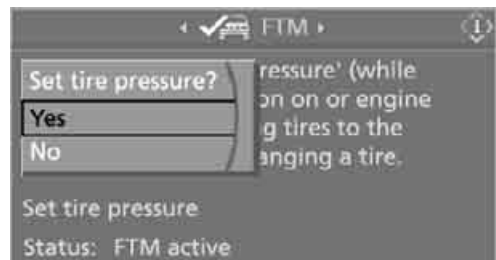 FTM
Set tire pressure?
Yes
No
ressure' (while
on on or engine
g tires to the
anging a tire.
Set tire pressure
Status: FTM active